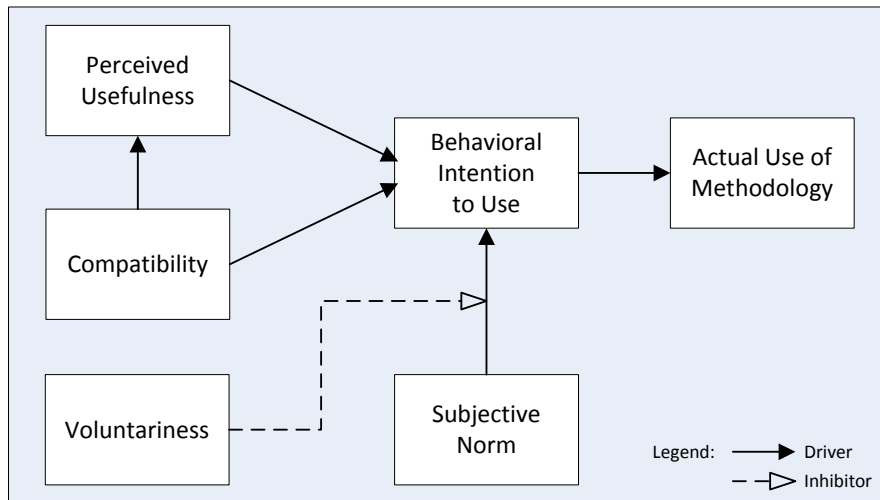 Perceived
Usefulness
Behavioral
Intention
to Use
Actual Use of
Methodology
Compatibility
Voluntariness
Subjective
Norm
Legend:
Driver
Inhibitor